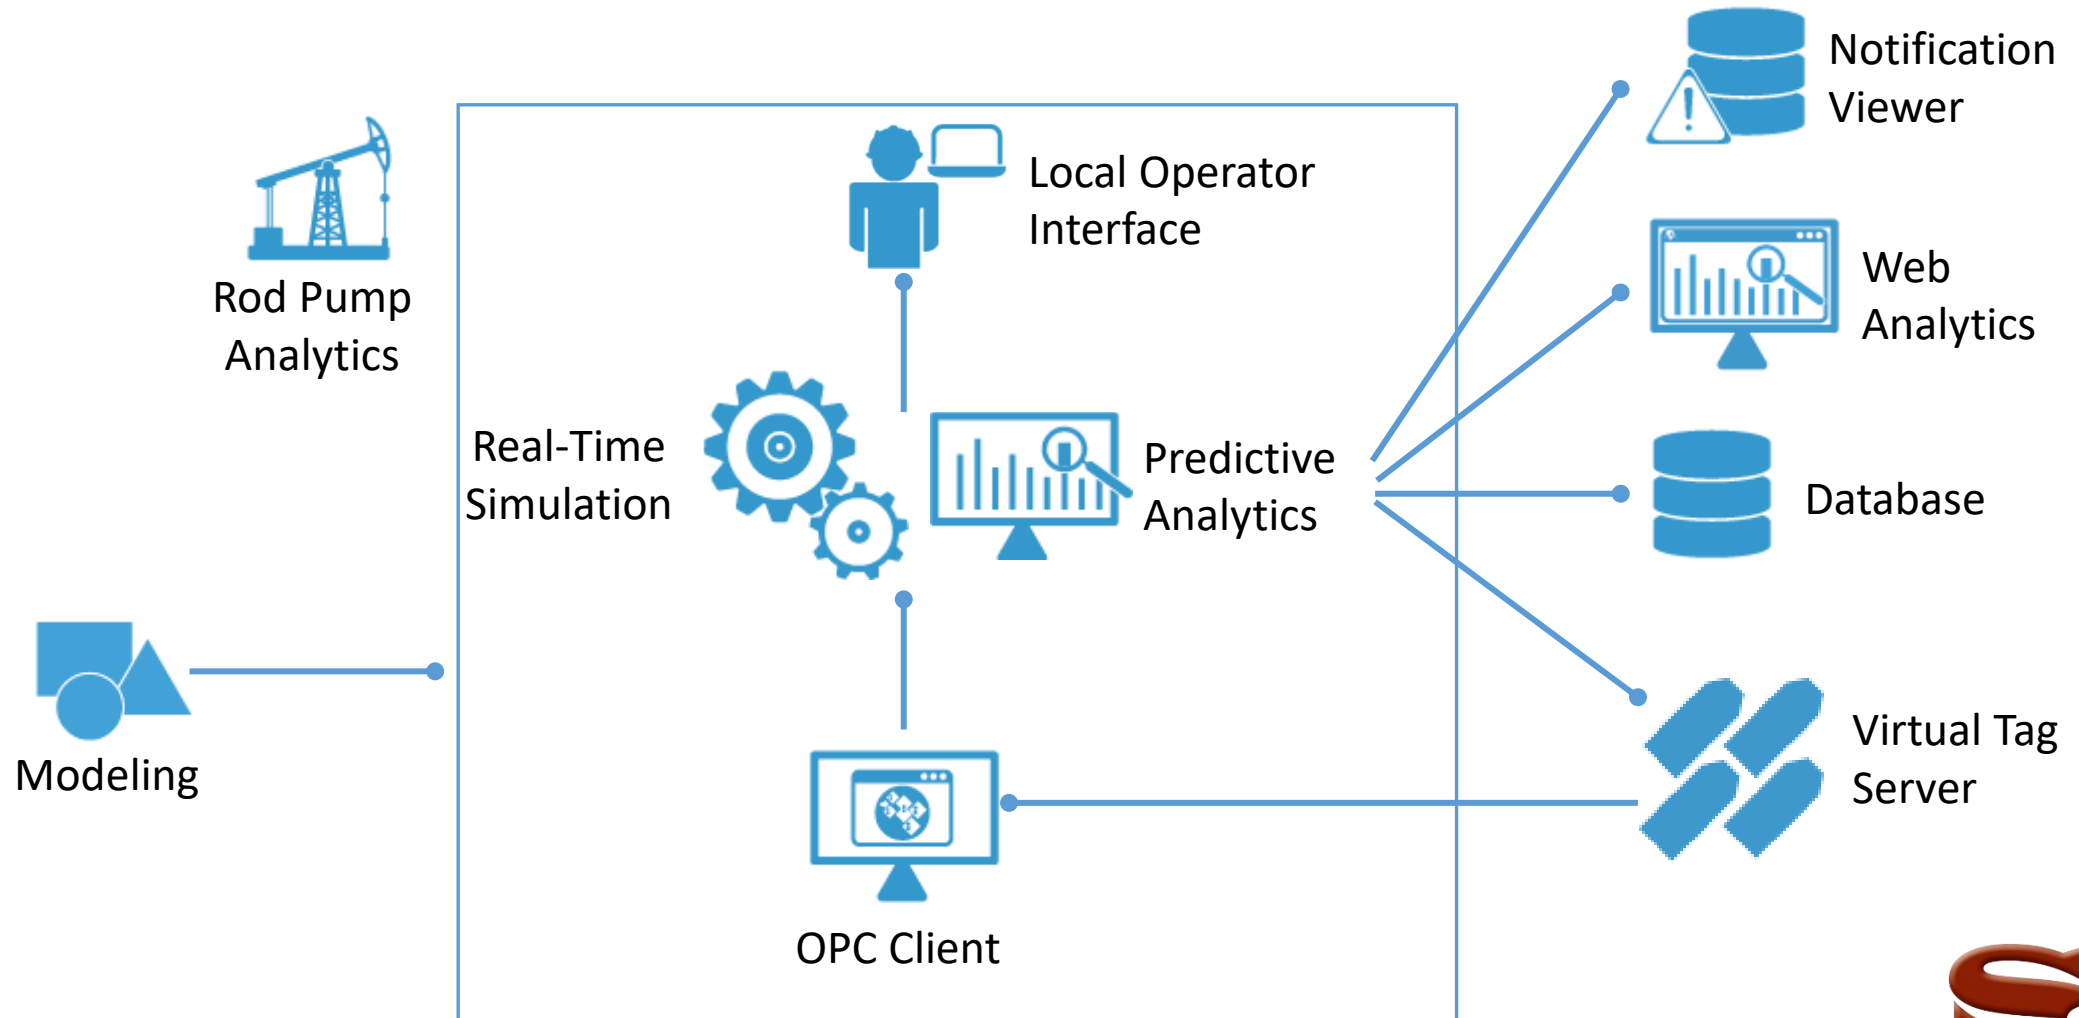 Notification
Viewer
Local Operator
Interface
Rod Pump
Analytics
Web
Analytics
Real-Time
Simulation
Predictive
Analytics
Database
Modeling
Virtual Tag
Server
OPC Client